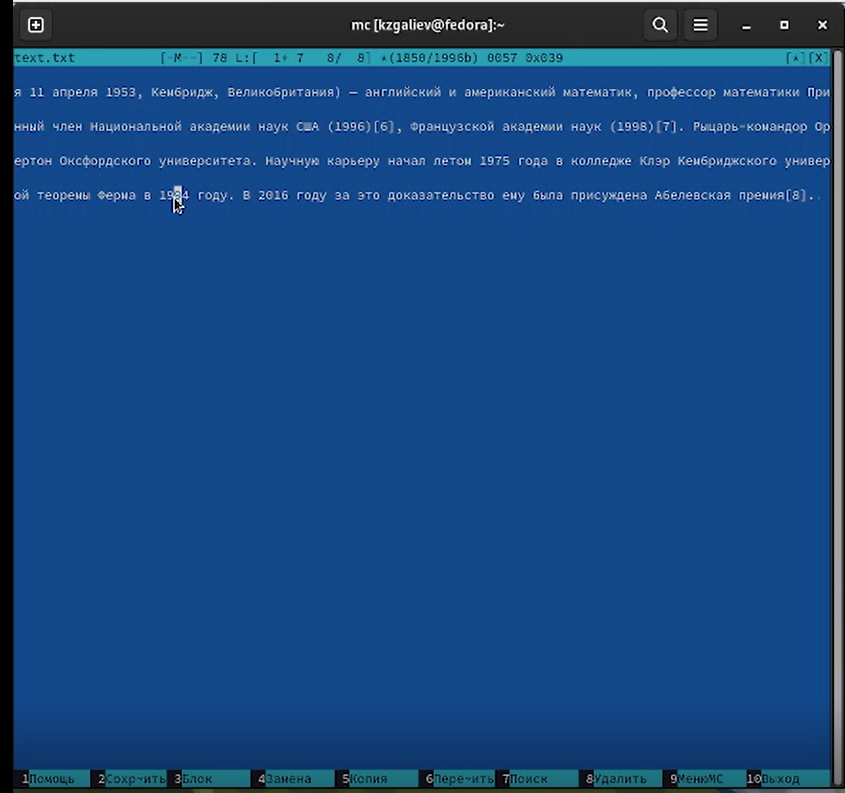 mc [kzgaliev@fedora]:~
text.txt [-M--] 78 L:[ 1+ 7 8/ 8] *(1850/1996b) 0057 0x039 [*][X]
я 11 апреля 1953, Кембридж, Великобритания) — английский и американский математик, профессор математики При
нный член Национальной академии наук США (1996)[6], Французской академии наук (1998)[7]. Рыцарь-командор Ор
ертон Оксфордского университета. Научную карьеру начал летом 1975 года в колледже Клэр Кембриджского универ
ой теоремы Ферма в 1994 году. В 2016 году за это доказательство ему была присуждена Абелевская премия[8]..
1Помощь 2Сохр~ить 3Блок 4Замена 5Копия 6Пере~ить 7Поиск 8Удалить 9МенюМС 10Выход